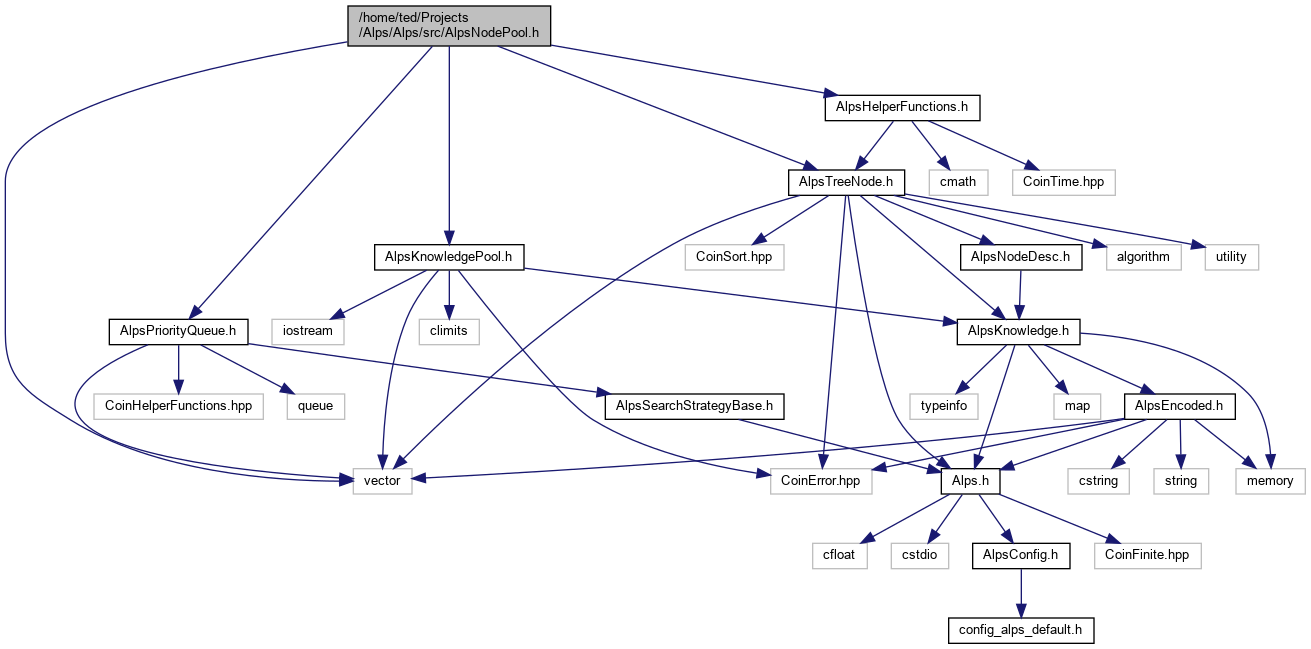 /home/ted/Projects
/Alps/Alps/src/AlpsNodePool.h
AlpsHelperFunctions.h
AlpsTreeNode.h
cmath
CoinTime.hpp
AlpsKnowledgePool.h
CoinSort.hpp
AlpsNodeDesc.h
algorithm
utility
AlpsPriorityQueue.h
iostream
climits
AlpsKnowledge.h
CoinHelperFunctions.hpp
queue
AlpsSearchStrategyBase.h
typeinfo
map
AlpsEncoded.h
vector
CoinError.hpp
Alps.h
cstring
string
memory
cfloat
cstdio
AlpsConfig.h
CoinFinite.hpp
config_alps_default.h